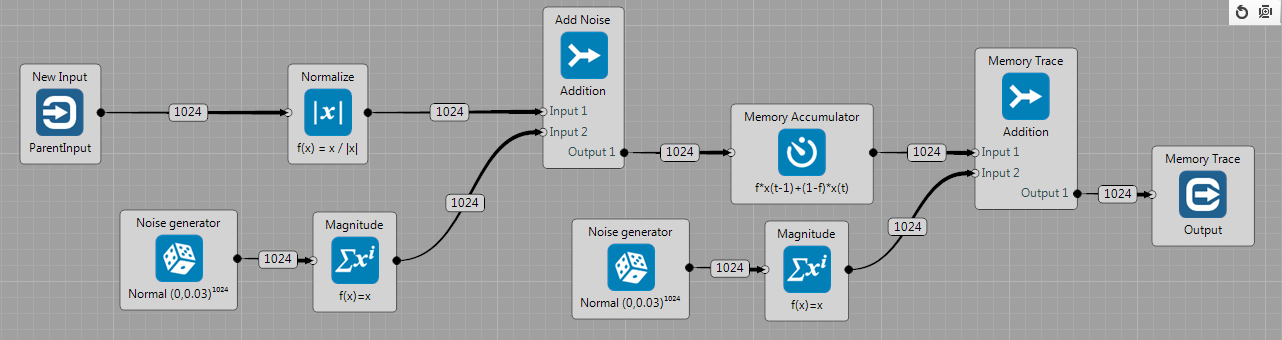 New Input
ParentInput
1024
Normalize
|x|
f(x) = x / |x|
1024
Noise generator
Normal (0,0.03)¹⁰²⁴
1024
Magnitude
Σxⁱ
f(x)=x
1024
Add Noise
Addition
Input 1
Input 2
Output 1
1024
Memory Accumulator
f*x(t-1)+(1-f)*x(t)
1024
Noise generator
Normal (0,0.03)¹⁰²⁴
1024
Magnitude
Σxⁱ
f(x)=x
1024
Memory Trace
Addition
Input 1
Input 2
Output 1
1024
Memory Trace
Output